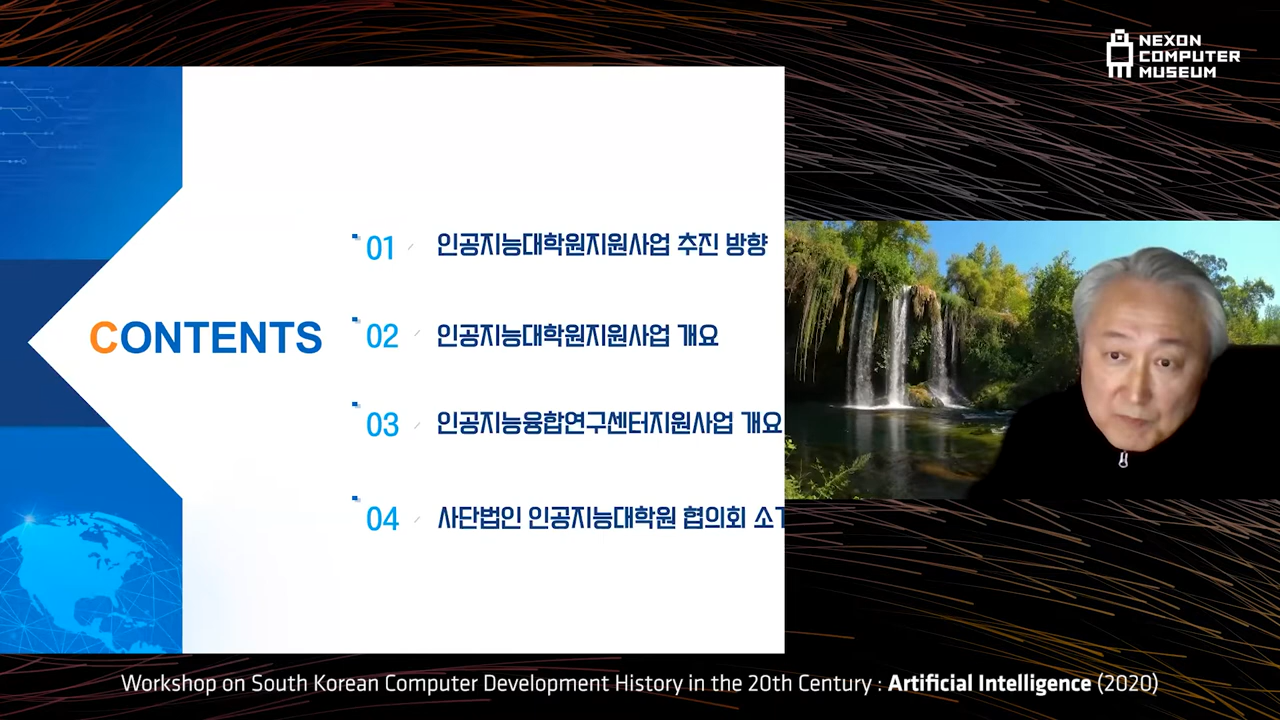 NEXON
COMPUTER
MUSEUM
CONTENTS
01 인공지능대학원지원사업 추진 방향
02 인공지능대학원지원사업 개요
03 인공지능융합연구센터지원사업 개요
04 사단법인 인공지능대학원 협의회
Workshop on South Korean Computer Development History in the 20th Century : Artificial Intelligence (2020)